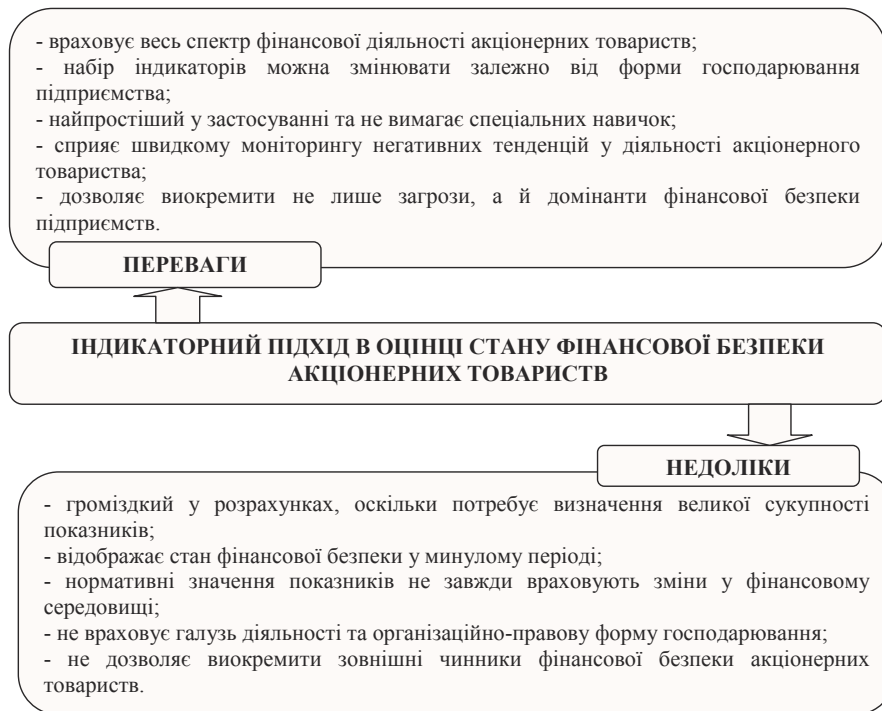 - враховує весь спектр фінансової діяльності акціонерних товариств;
- набір індикаторів можна змінювати залежно від форми господарювання
підприємства;
- найпростіший у застосуванні та не вимагає спеціальних навичок;
- сприяє швидкому моніторингу негативних тенденцій у діяльності акціонерного
товариства;
- дозволяє виокремити не лише загрози, а й домінанти фінансової безпеки
підприємств.
ПЕРЕВАГИ
ІНДИКАТОРНИЙ ПІДХІД В ОЦІНЦІ СТАНУ ФІНАНСОВОЇ БЕЗПЕКИ
АКЦІОНЕРНИХ ТОВАРИСТВ
НЕДОЛІКИ
- громіздкий у розрахунках, оскільки потребує визначення великої сукупності
показників;
- відображає стан фінансової безпеки у минулому періоді;
- нормативні значення показників не завжди враховують зміни у фінансовому
середовищі;
- не враховує галузь діяльності та організаційно-правову форму господарювання;
- не дозволяє виокремити зовнішні чинники фінансової безпеки акціонерних
товариств.